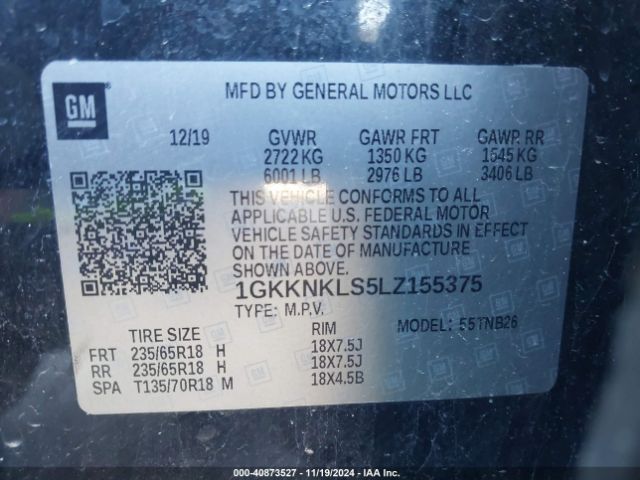 GM
MFD BY GENERAL MOTORS LLC
12/19 GVWR GAWR FRT GAWR RR
2722 KG 1350 KG 1545 KG
6001 LB 2976 LB 3406 LB
THIS VEHICLE CONFORMS TO ALL
APPLICABLE U.S. FEDERAL MOTOR
VEHICLE SAFETY STANDARDS IN EFFECT
ON THE DATE OF MANUFACTURE
SHOWN ABOVE.
1GKKNKLS5LZ155375
TYPE: M.P.V. MODEL: 55TNB26
TIRE SIZE RIM
FRT 235/65R18 H 18X7.5J
RR 235/65R18 H 18X7.5J
SPA T135/70R18 M 18X4.5B
000-40873527 - 11/19/2024 - IAA Inc.